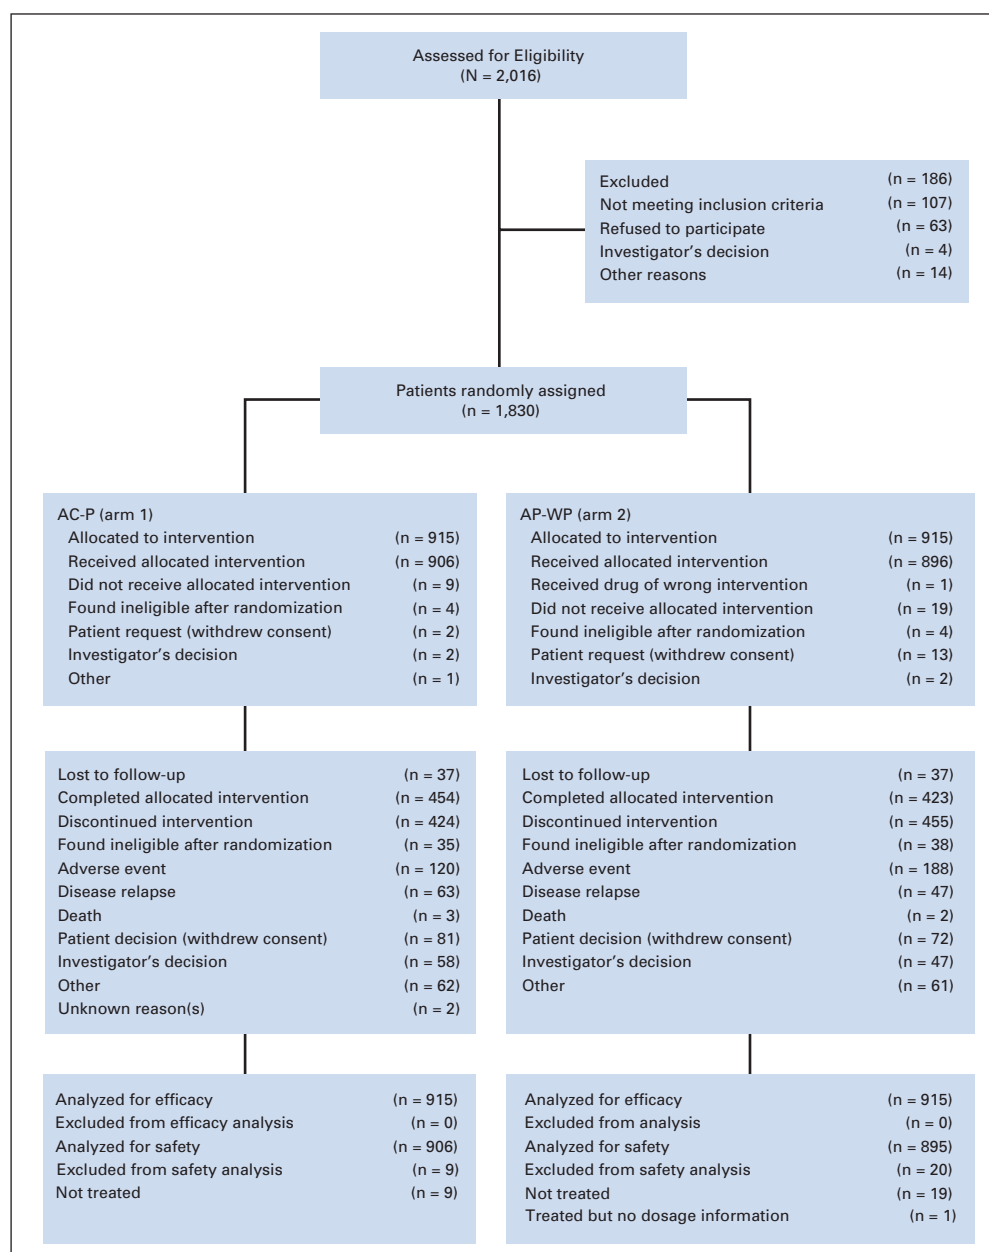 Assessed for Eligibility
(N = 2,016)
Excluded (n = 186)
Not meeting inclusion criteria (n = 107)
Refused to participate (n = 63)
Investigator's decision (n = 4)
Other reasons (n = 14)
Patients randomly assigned
(n = 1,830)
AC-P (arm 1)
Allocated to intervention (n = 915)
Received allocated intervention (n = 906)
Did not receive allocated intervention (n = 9)
Found ineligible after randomization (n = 4)
Patient request (withdrew consent) (n = 2)
Investigator's decision (n = 2)
Other (n = 1)
AP-WP (arm 2)
Allocated to intervention (n = 915)
Received allocated intervention (n = 896)
Received drug of wrong intervention (n = 1)
Did not receive allocated intervention (n = 19)
Found ineligible after randomization (n = 4)
Patient request (withdrew consent) (n = 13)
Investigator's decision (n = 2)
Lost to follow-up (n = 37)
Completed allocated intervention (n = 454)
Discontinued intervention (n = 424)
Found ineligible after randomization (n = 35)
Adverse event (n = 120)
Disease relapse (n = 63)
Death (n = 3)
Patient decision (withdrew consent) (n = 81)
Investigator's decision (n = 58)
Other (n = 62)
Unknown reason(s) (n = 2)
Lost to follow-up (n = 37)
Completed allocated intervention (n = 423)
Discontinued intervention (n = 455)
Found ineligible after randomization (n = 38)
Adverse event (n = 188)
Disease relapse (n = 47)
Death (n = 2)
Patient decision (withdrew consent) (n = 72)
Investigator's decision (n = 47)
Other (n = 61)
Analyzed for efficacy (n = 915)
Excluded from efficacy analysis (n = 0)
Analyzed for safety (n = 906)
Excluded from safety analysis (n = 9)
Not treated (n = 9)
Analyzed for efficacy (n = 915)
Excluded from analysis (n = 0)
Analyzed for safety (n = 895)
Excluded from safety analysis (n = 20)
Not treated (n = 19)
Treated but no dosage information (n = 1)